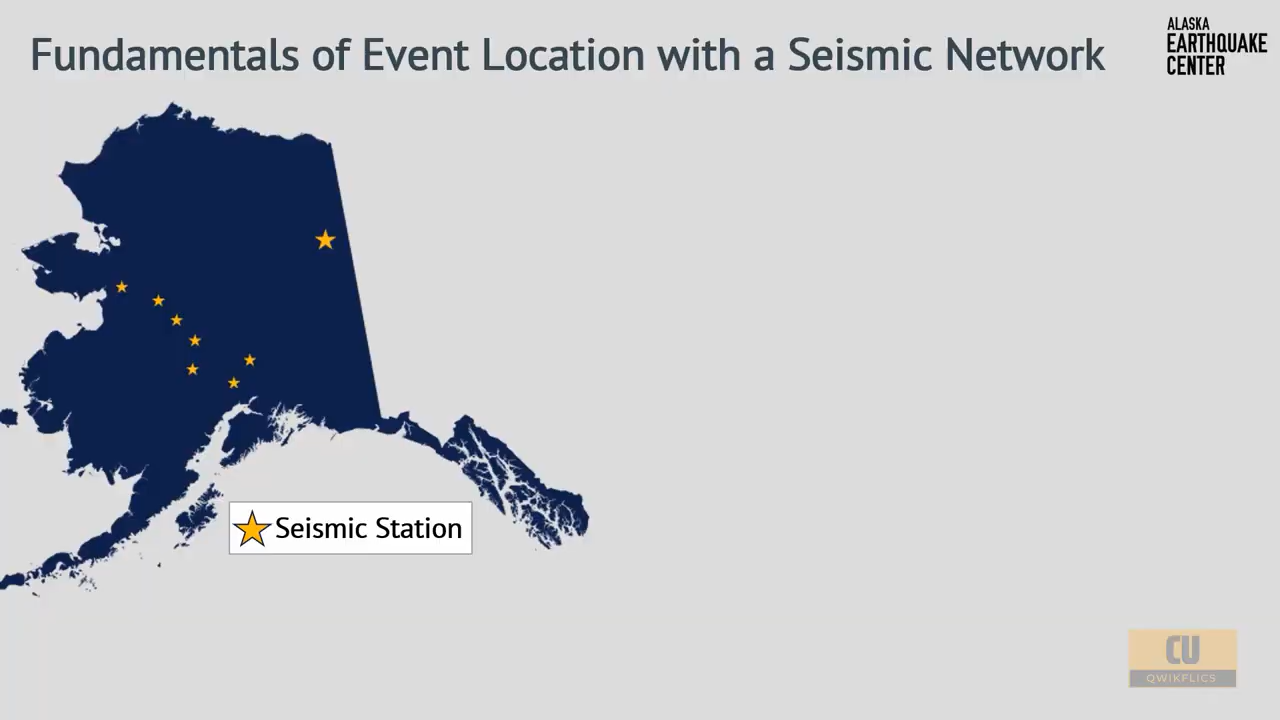 Fundamentals of Event Location with a Seismic Network
ALASKA
EARTHQUAKE
CENTER
Seismic Station
CU
QWIKFLICS